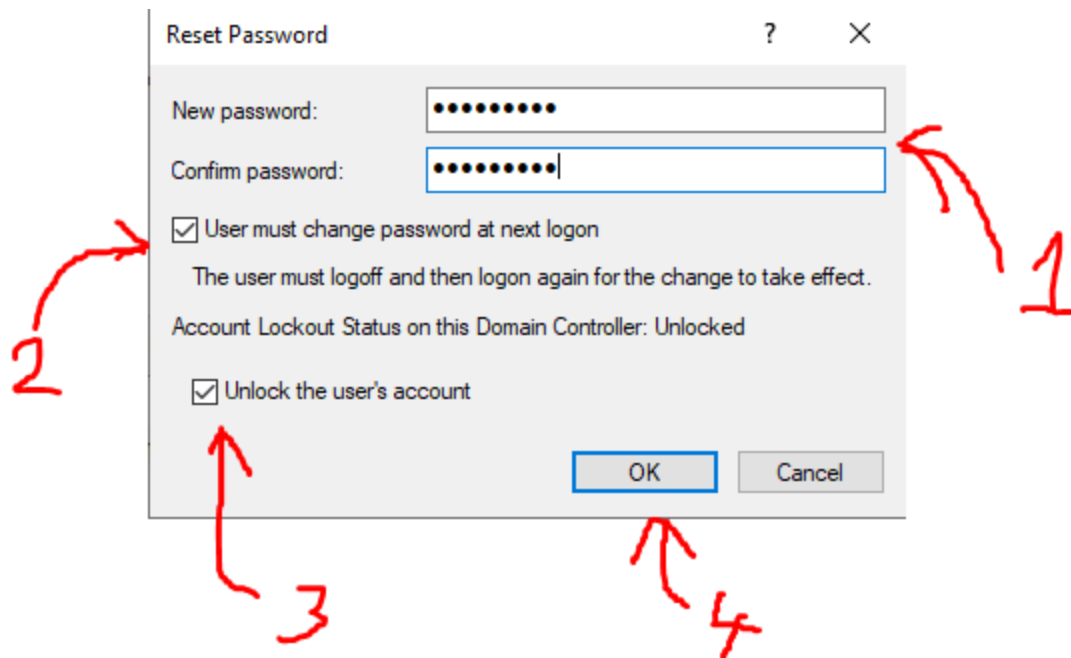 Reset Password ?
New password: •••••••••
Confirm password: •••••••••
1
User must change password at next logon
The user must logoff and then logon again for the change to take effect.
Account Lockout Status on this Domain Controller: Unlocked
2
Unlock the user's account
OK Cancel
3
4